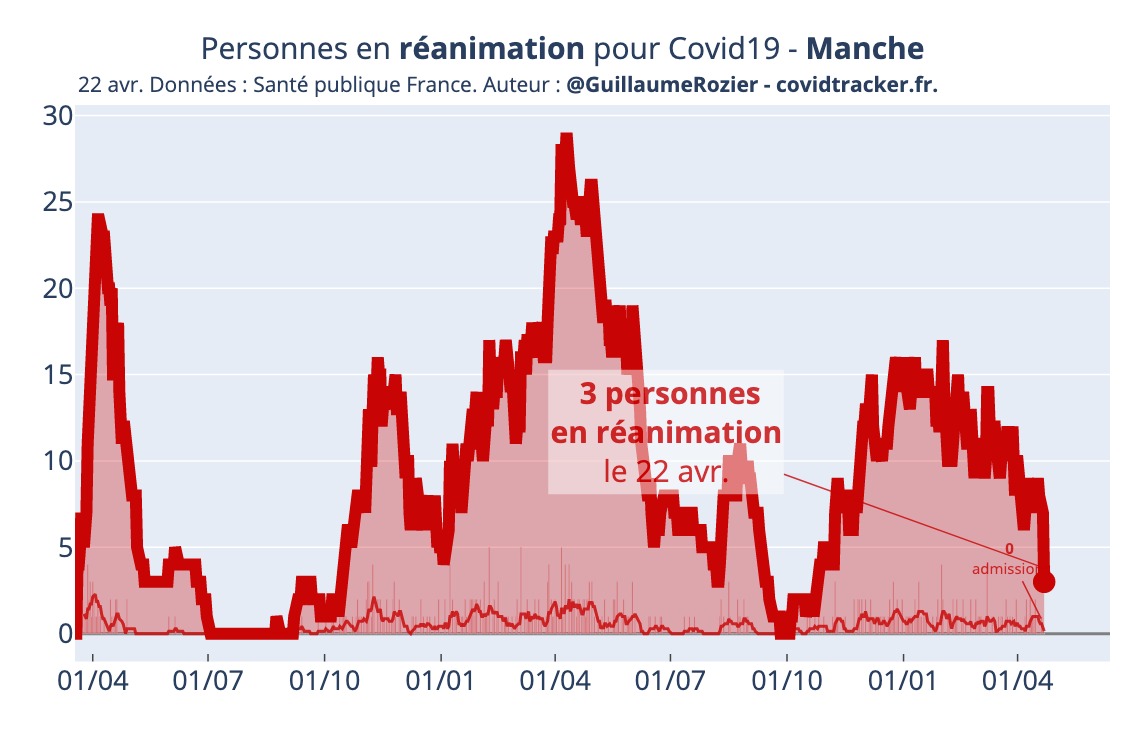 Personnes en réanimation pour Covid19 - Manche
22 avr. Données : Santé publique France. Auteur : @GuillaumeRozier - covidtracker.fr.
30
25
20
15
10
5
0
3 personnes
en réanimation
le 22 avr.
0
admission
01/04 01/07 01/10 01/01 01/04 01/07 01/10 01/01 01/04